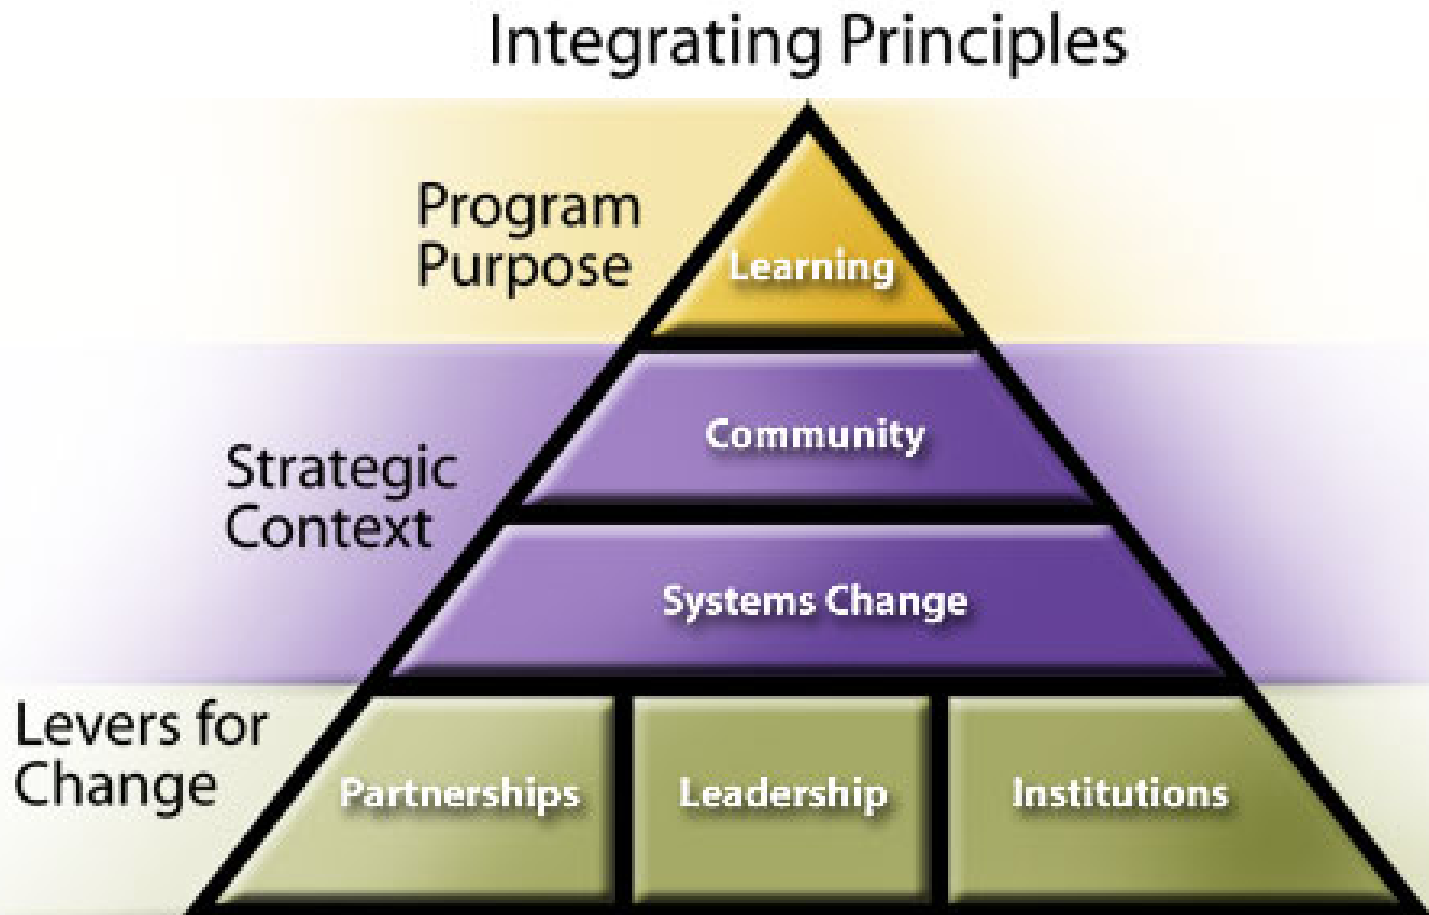 Integrating Principles
Program
Purpose
Learning
Community
Strategic
Context
Systems Change
Levers for
Change
Partnerships
Leadership
Institutions